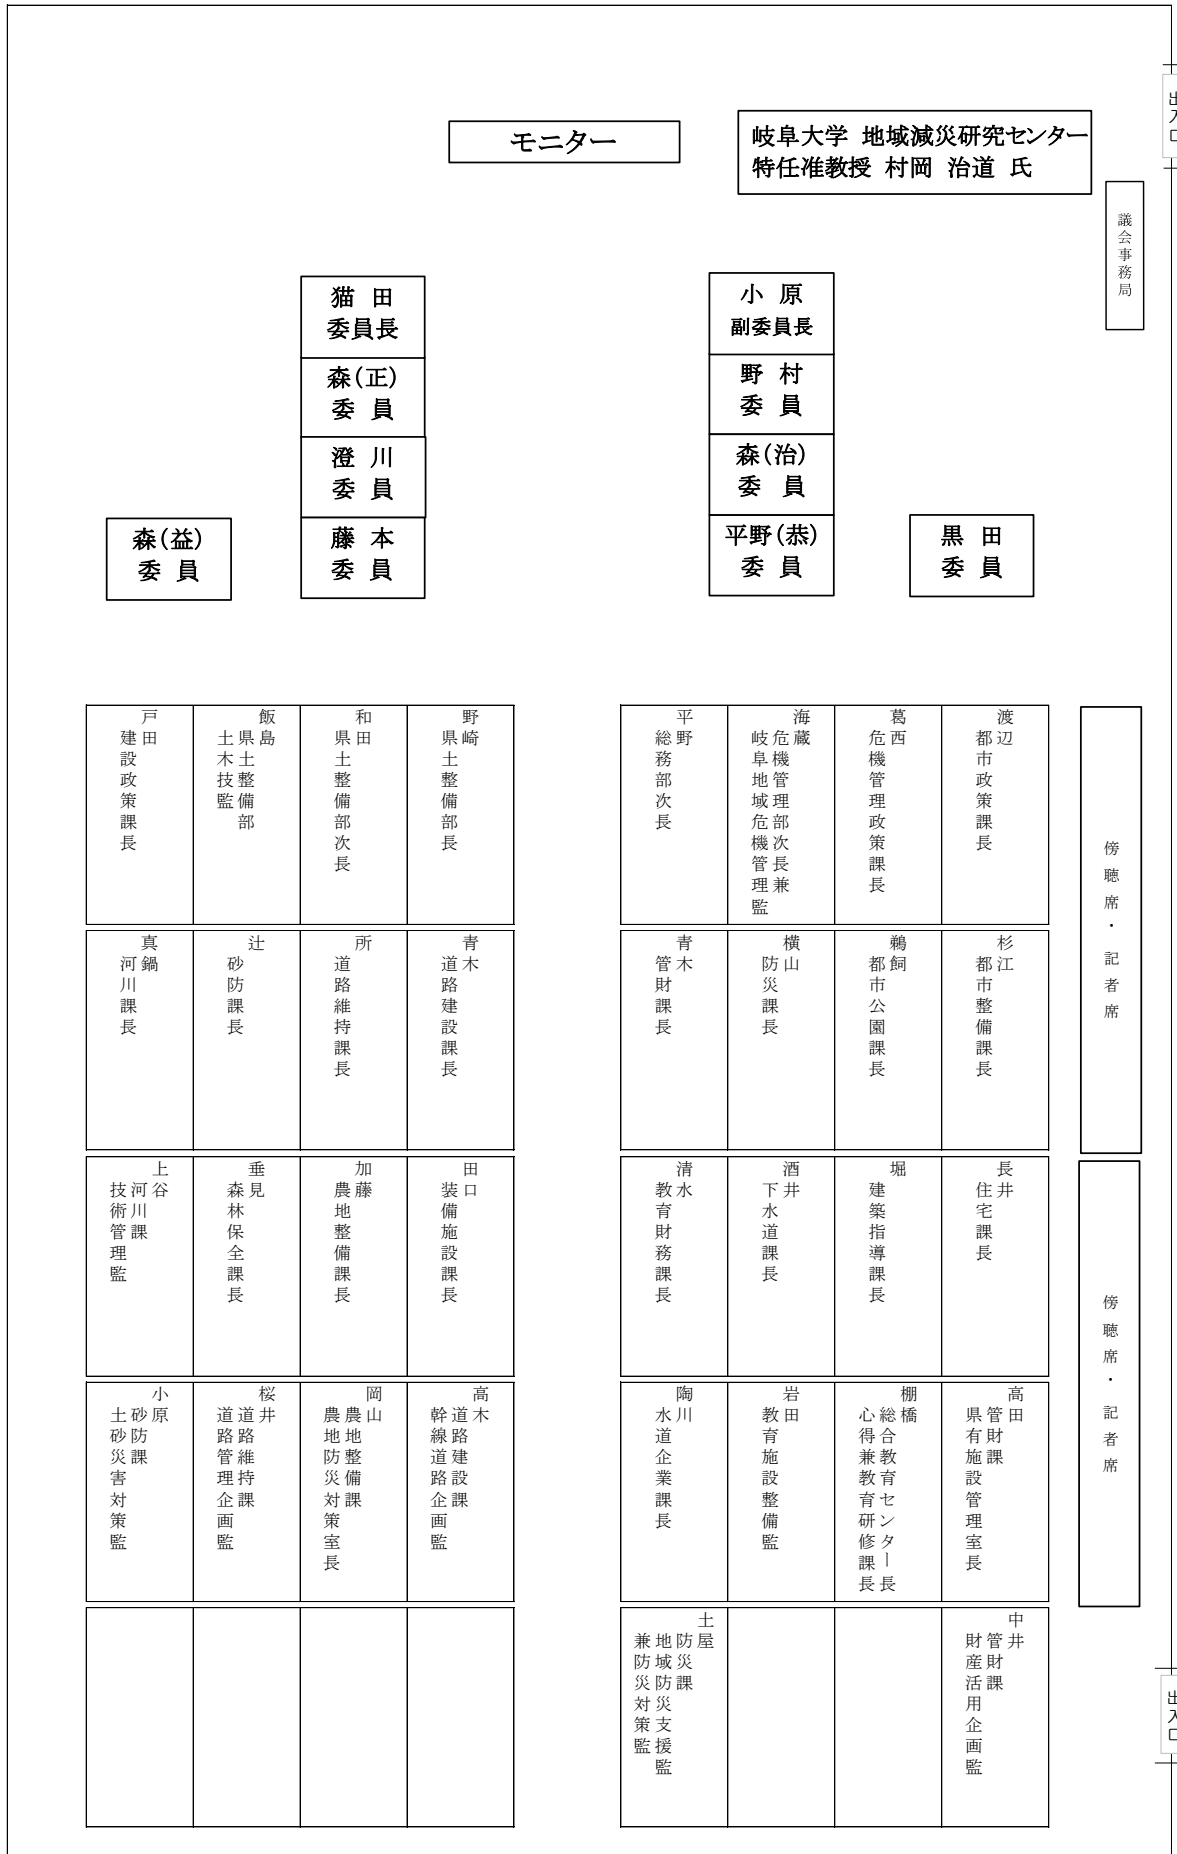 出入口
モニター
岐阜大学 地域減災研究センター
特任准教授 村岡 治道 氏
議会事務局
猫 田
委員長
小 原
副委員長
森(正)
委 員
野 村
委 員
澄 川
委 員
森(治)
委 員
森(益)
委 員
藤 本
委 員
平野(恭)
委 員
黒 田
委 員
戸田
建設政策課長
飯島
県土整備部
土木技監
和田
県土整備部次長
野崎
県土整備部長
平野
総務部次長
海蔵
危機管理部次長兼
岐阜地域危機管理監
葛西
危機管理政策課長
渡辺
都市政策課長
傍聴席・記者席
真鍋
河川課長
辻
砂防課長
所
道路維持課長
青木
道路建設課長
青木
管財課長
横山
防災課長
鵜飼
都市公園課長
杉江
都市整備課長
上谷
河川課
技術管理監
垂見
森林保全課長
加藤
農地整備課長
田口
装備施設課長
清水
教育財務課長
酒井
下水道課長
堀
建築指導課長
長井
住宅課長
傍聴席・記者席
小原
砂防課
土砂災害対策監
桜井
道路維持課
道路管理企画監
岡山
農地整備課
農地防災対策室長
高木
道路建設課
幹線道路企画監
陶川
水道企業課長
岩田
教育施設整備監
棚橋
総合教育センター長
心得兼教育研修課長
高田
管財課
県有施設管理室長
土屋
防災課
地域防災支援監
兼防災対策監
中井
管財課
財産活用企画監
出入口